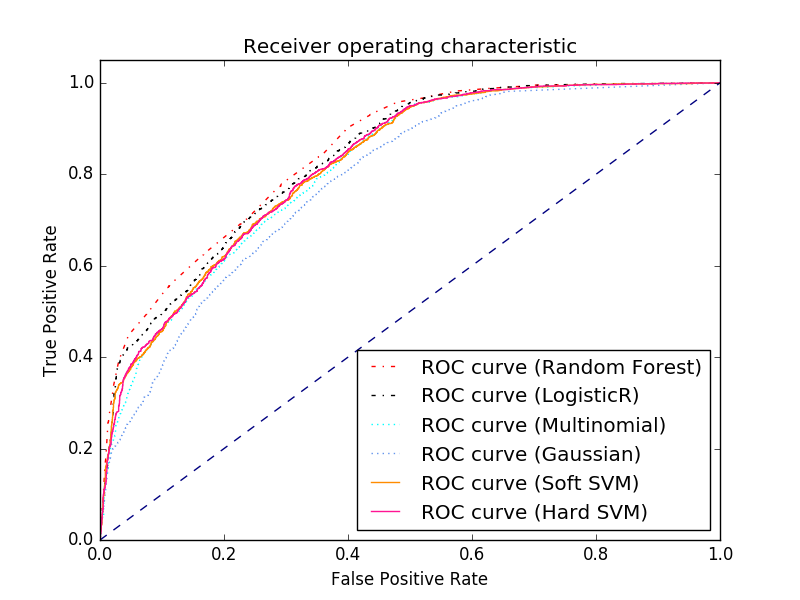 Receiver operating characteristic
1.0
0.8
0.6
0.4
0.2
0.0
True Positive Rate
ROC curve (Random Forest)
ROC curve (LogisticR)
ROC curve (Multinomial)
ROC curve (Gaussian)
ROC curve (Soft SVM)
ROC curve (Hard SVM)
0.0 0.2 0.4 0.6 0.8 1.0
False Positive Rate